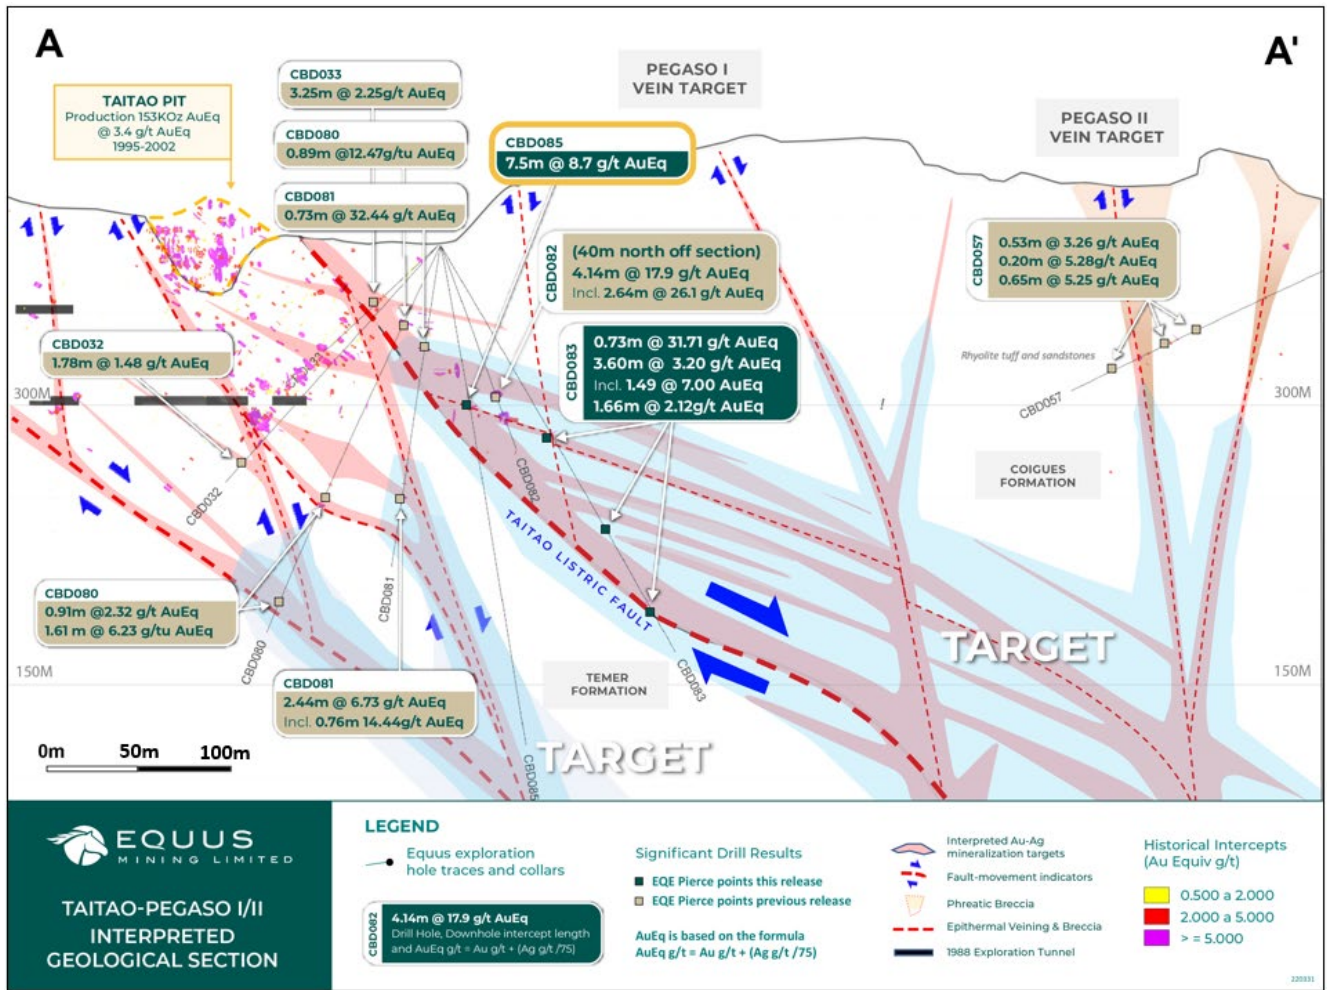 A
A'
PEGASO I
VEIN TARGET
PEGASO II
VEIN TARGET
TAITAO PIT
Production 153KOz AuEq
@ 3.4 g/t AuEq
1995-2002
CBD033
3.25m @ 2.25g/t AuEq
CBD080
0.89m @12.47g/tu AuEq
CBD081
0.73m @ 32.44 g/t AuEq
CBD085
7.5m @ 8.7 g/t AuEq
CBD082
(40m north off section)
4.14m @ 17.9 g/t AuEq
Incl. 2.64m @ 26.1 g/t AuEq
CBD083
0.73m @ 31.71 g/t AuEq
3.60m @ 3.20 g/t AuEq
Incl. 1.49 @ 7.00 AuEq
1.66m @ 2.12g/t AuEq
CBD057
0.53m @ 3.26 g/t AuEq
0.20m @ 5.28g/t AuEq
0.65m @ 5.25 g/t AuEq
CBD032
1.78m @ 1.48 g/t AuEq
Rhyolite tuff and sandstones
CBD057
300M
300M
!
CBD032
CBD082
COIGUES
FORMATION
TAITAO LISTRIC FAULT
CBD080
0.91m @2.32 g/t AuEq
1.61 m @ 6.23 g/tu AuEq
CBD081
CBD080
TARGET
150M
150M
TEMER
FORMATION
CBD083
CBD081
2.44m @ 6.73 g/t AuEq
Incl. 0.76m 14.44g/t AuEq
TARGET
CBD085
0m 50m 100m
EQUUS
MINING LIMITED
TAITAO-PEGASO I/II
INTERPRETED
GEOLOGICAL SECTION
LEGEND
Equus exploration
hole traces and collars
CBD082
4.14m @ 17.9 g/t AuEq
Drill Hole, Downhole intercept length
and AuEq g/t = Au g/t + (Ag g/t /75)
Significant Drill Results
EQE Pierce points this release
EQE Pierce points previous release
AuEq is based on the formula
AuEq g/t = Au g/t + (Ag g/t /75)
Interpreted Au-Ag
mineralization targets
Fault-movement indicators
Phreatic Breccia
Epithermal Veining & Breccia
1988 Exploration Tunnel
Historical Intercepts
(Au Equiv g/t)
0.500 a 2.000
2.000 a 5.000
> = 5.000
220331